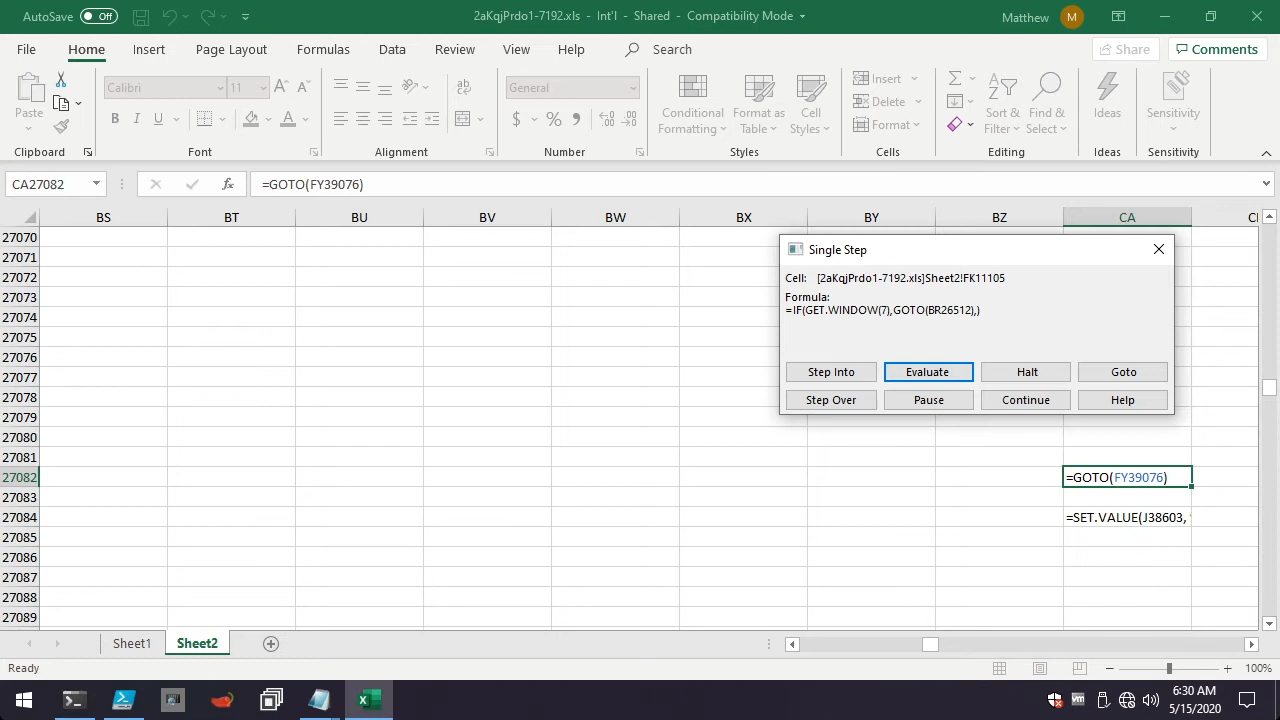 AutoSave Off 2aKqjPrdo1-7192.xls - Int'l - Shared - Compatibility Mode Matthew M
File Home Insert Page Layout Formulas Data Review View Help Search Share Comments
Paste Calibri 11 General Conditional Formatting Format as Table Cell Styles Insert Delete Format Sort & Filter Find & Select Ideas Sensitivity
B I U A $ % ,
Clipboard Font Alignment Number Styles Cells Editing Ideas Sensitivity
CA27082 fx =GOTO(FY39076)
BS BT BU BV BW BX BY BZ CA
27070
27071
27072
27073
27074
27075
27076
27077
27078
27079
27080
27081
27082 =GOTO(FY39076)
27083
27084 =SET.VALUE(J38603,
27085
27086
27087
27088
27089
Single Step
Cell: [2aKqjPrdo1-7192.xls]Sheet2!FK11105
Formula:
=IF(GET.WINDOW(7),GOTO(BR26512),)
Step Into Evaluate Halt Goto
Step Over Pause Continue Help
Sheet1 Sheet2
Ready 100%
6:30 AM
5/15/2020